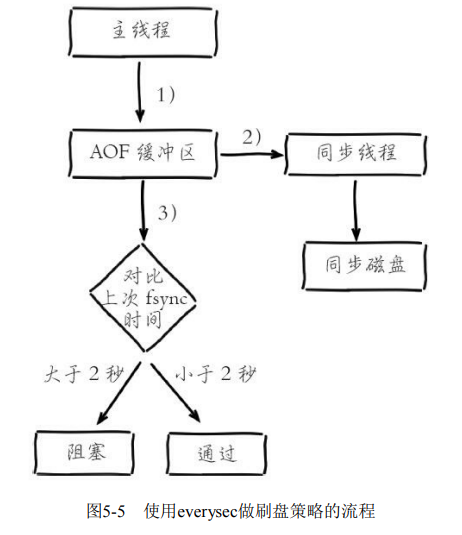 主线程
1)
AOF 缓冲区
2)
同步线程
3)
同步磁盘
对比
上次 fsync
时间
大于 2 秒
小于 2 秒
阻塞
通过
图5-5 使用everysec做刷盘策略的流程